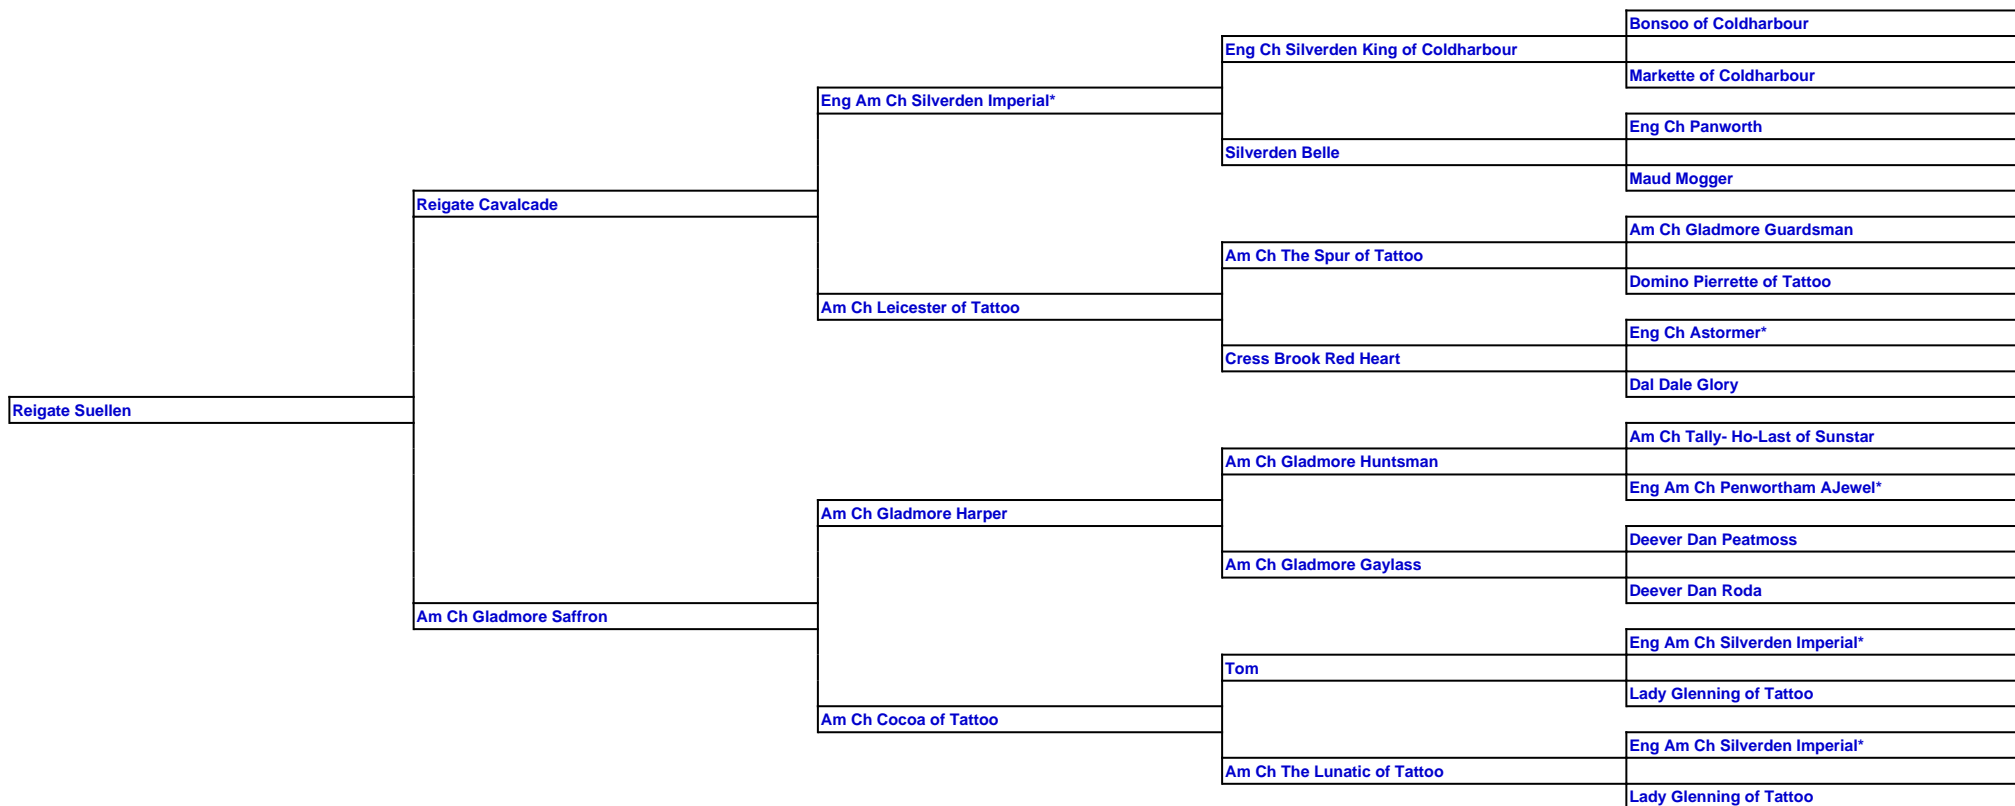 Bonsoo of Coldharbour
Eng Ch Silverden King of Coldharbour
Markette of Coldharbour
Eng Am Ch Silverden Imperial*
Eng Ch Panworth
Silverden Belle
Maud Mogger
Reigate Cavalcade
Am Ch Gladmore Guardsman
Am Ch The Spur of Tattoo
Domino Pierrette of Tattoo
Am Ch Leicester of Tattoo
Eng Ch Astormer*
Cress Brook Red Heart
Dal Dale Glory
Reigate Suellen
Am Ch Tally- Ho-Last of Sunstar
Am Ch Gladmore Huntsman
Eng Am Ch Penwortham AJewel*
Am Ch Gladmore Harper
Deever Dan Peatmoss
Am Ch Gladmore Gaylass
Deever Dan Roda
Am Ch Gladmore Saffron
Eng Am Ch Silverden Imperial*
Tom
Lady Glenning of Tattoo
Am Ch Cocoa of Tattoo
Eng Am Ch Silverden Imperial*
Am Ch The Lunatic of Tattoo
Lady Glenning of Tattoo